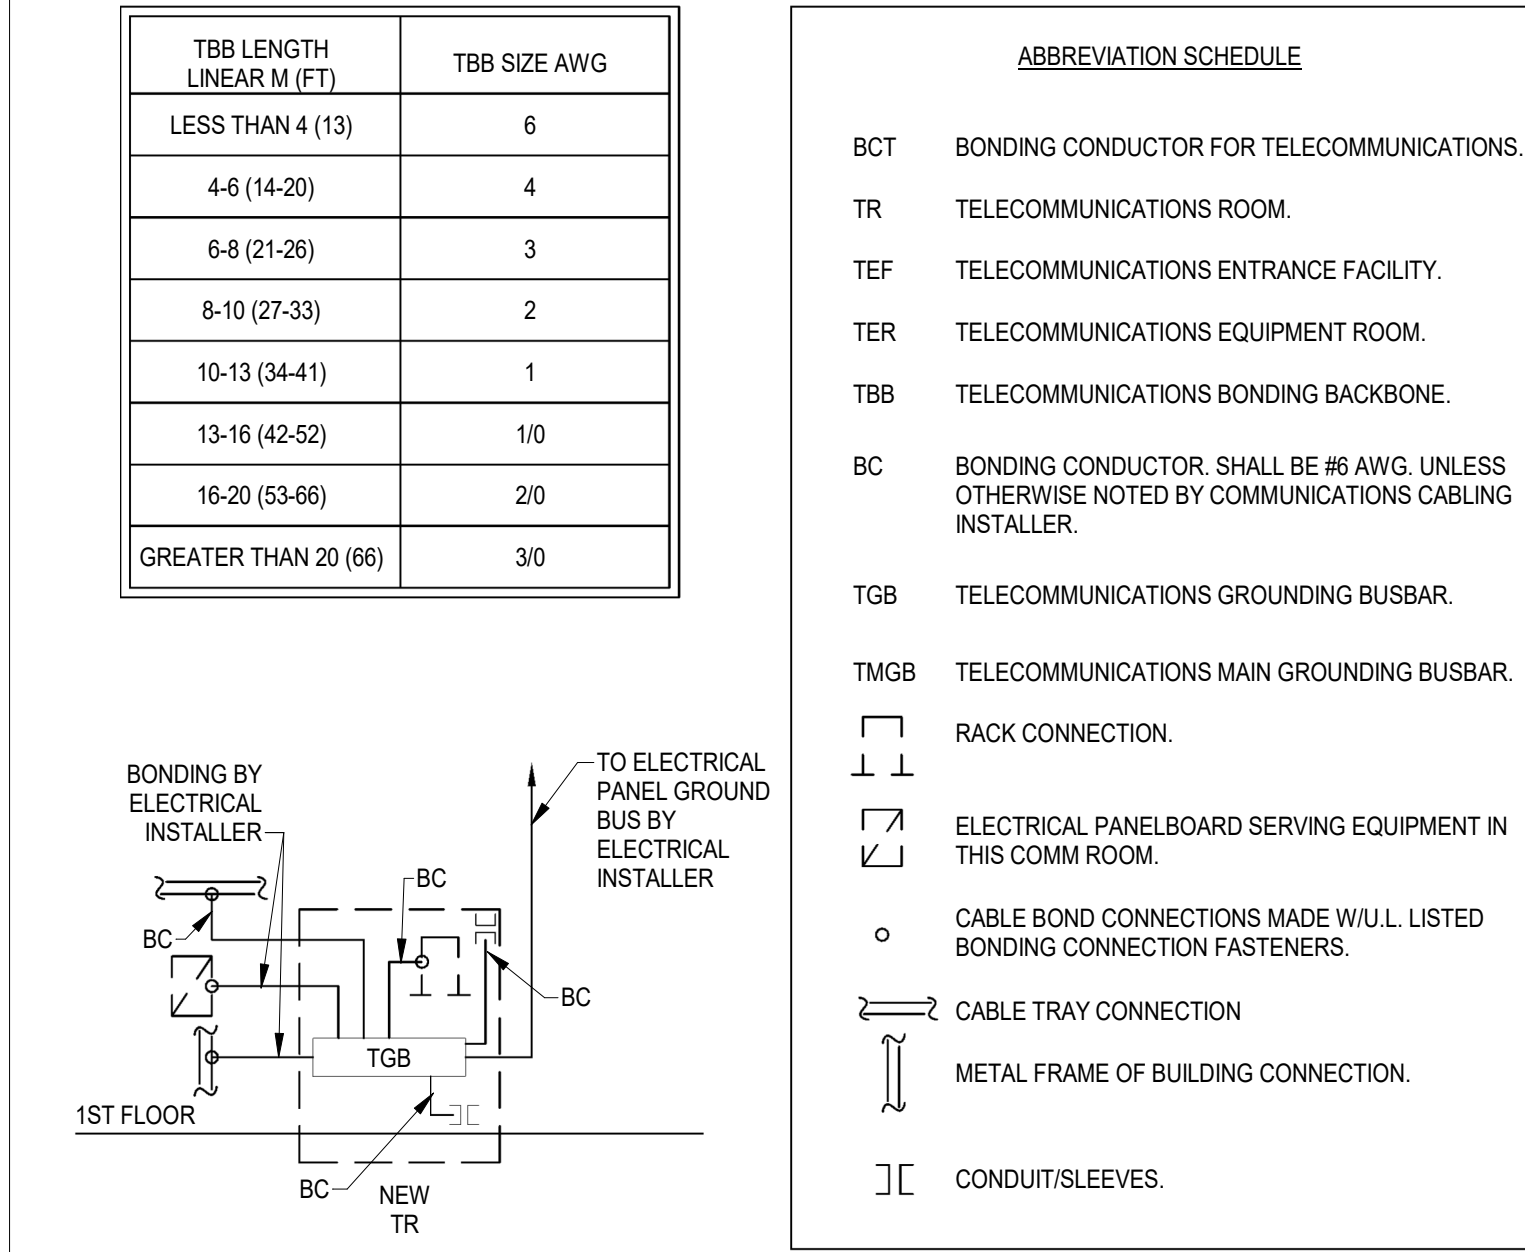 TBB LENGTH
LINEAR M (FT)
TBB SIZE AWG
LESS THAN 4 (13)
6
4-6 (14-20)
4
6-8 (21-26)
3
8-10 (27-33)
2
10-13 (34-41)
1
13-16 (42-52)
1/0
16-20 (53-66)
2/0
GREATER THAN 20 (66)
3/0
BONDING BY
ELECTRICAL
INSTALLER
TO ELECTRICAL
PANEL GROUND
BUS BY
ELECTRICAL
INSTALLER
BC
BC
BC
TGB
1ST FLOOR
BC
NEW
TR
ABBREVIATION SCHEDULE
BCT BONDING CONDUCTOR FOR TELECOMMUNICATIONS.
TR TELECOMMUNICATIONS ROOM.
TEF TELECOMMUNICATIONS ENTRANCE FACILITY.
TER TELECOMMUNICATIONS EQUIPMENT ROOM.
TBB TELECOMMUNICATIONS BONDING BACKBONE.
BC BONDING CONDUCTOR. SHALL BE #6 AWG. UNLESS
OTHERWISE NOTED BY COMMUNICATIONS CABLING
INSTALLER.
TGB TELECOMMUNICATIONS GROUNDING BUSBAR.
TMGB TELECOMMUNICATIONS MAIN GROUNDING BUSBAR.
RACK CONNECTION.
ELECTRICAL PANELBOARD SERVING EQUIPMENT IN
THIS COMM ROOM.
CABLE BOND CONNECTIONS MADE W/U.L. LISTED
BONDING CONNECTION FASTENERS.
CABLE TRAY CONNECTION
METAL FRAME OF BUILDING CONNECTION.
CONDUIT/SLEEVES.